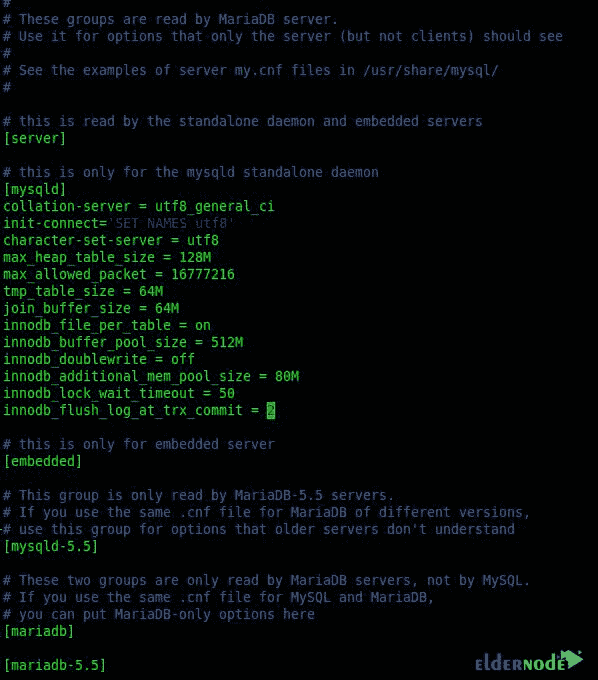 #
# These groups are read by MariaDB server.
# Use it for options that only the server (but not clients) should see
#
# See the examples of server my.cnf files in /usr/share/mysql/
#
# this is read by the standalone daemon and embedded servers
[server]
# this is only for the mysqld standalone daemon
[mysqld]
collation-server = utf8_general_ci
init-connect='SET NAMES utf8'
character-set-server = utf8
max_heap_table_size = 128M
max_allowed_packet = 16777216
tmp_table_size = 64M
join_buffer_size = 64M
innodb_file_per_table = on
innodb_buffer_pool_size = 512M
innodb_doublewrite = off
innodb_additional_mem_pool_size = 80M
innodb_lock_wait_timeout = 50
innodb_flush_log_at_trx_commit = 2
# this is only for embedded server
[embedded]
# This group is only read by MariaDB-5.5 servers.
# If you use the same .cnf file for MariaDB of different versions,
# use this group for options that older servers don't understand
[mysqld-5.5]
# These two groups are only read by MariaDB servers, not by MySQL.
# If you use the same .cnf file for MySQL and MariaDB,
# you can put MariaDB-only options here
[mariadb]
[mariadb-5.5]
elderNODE